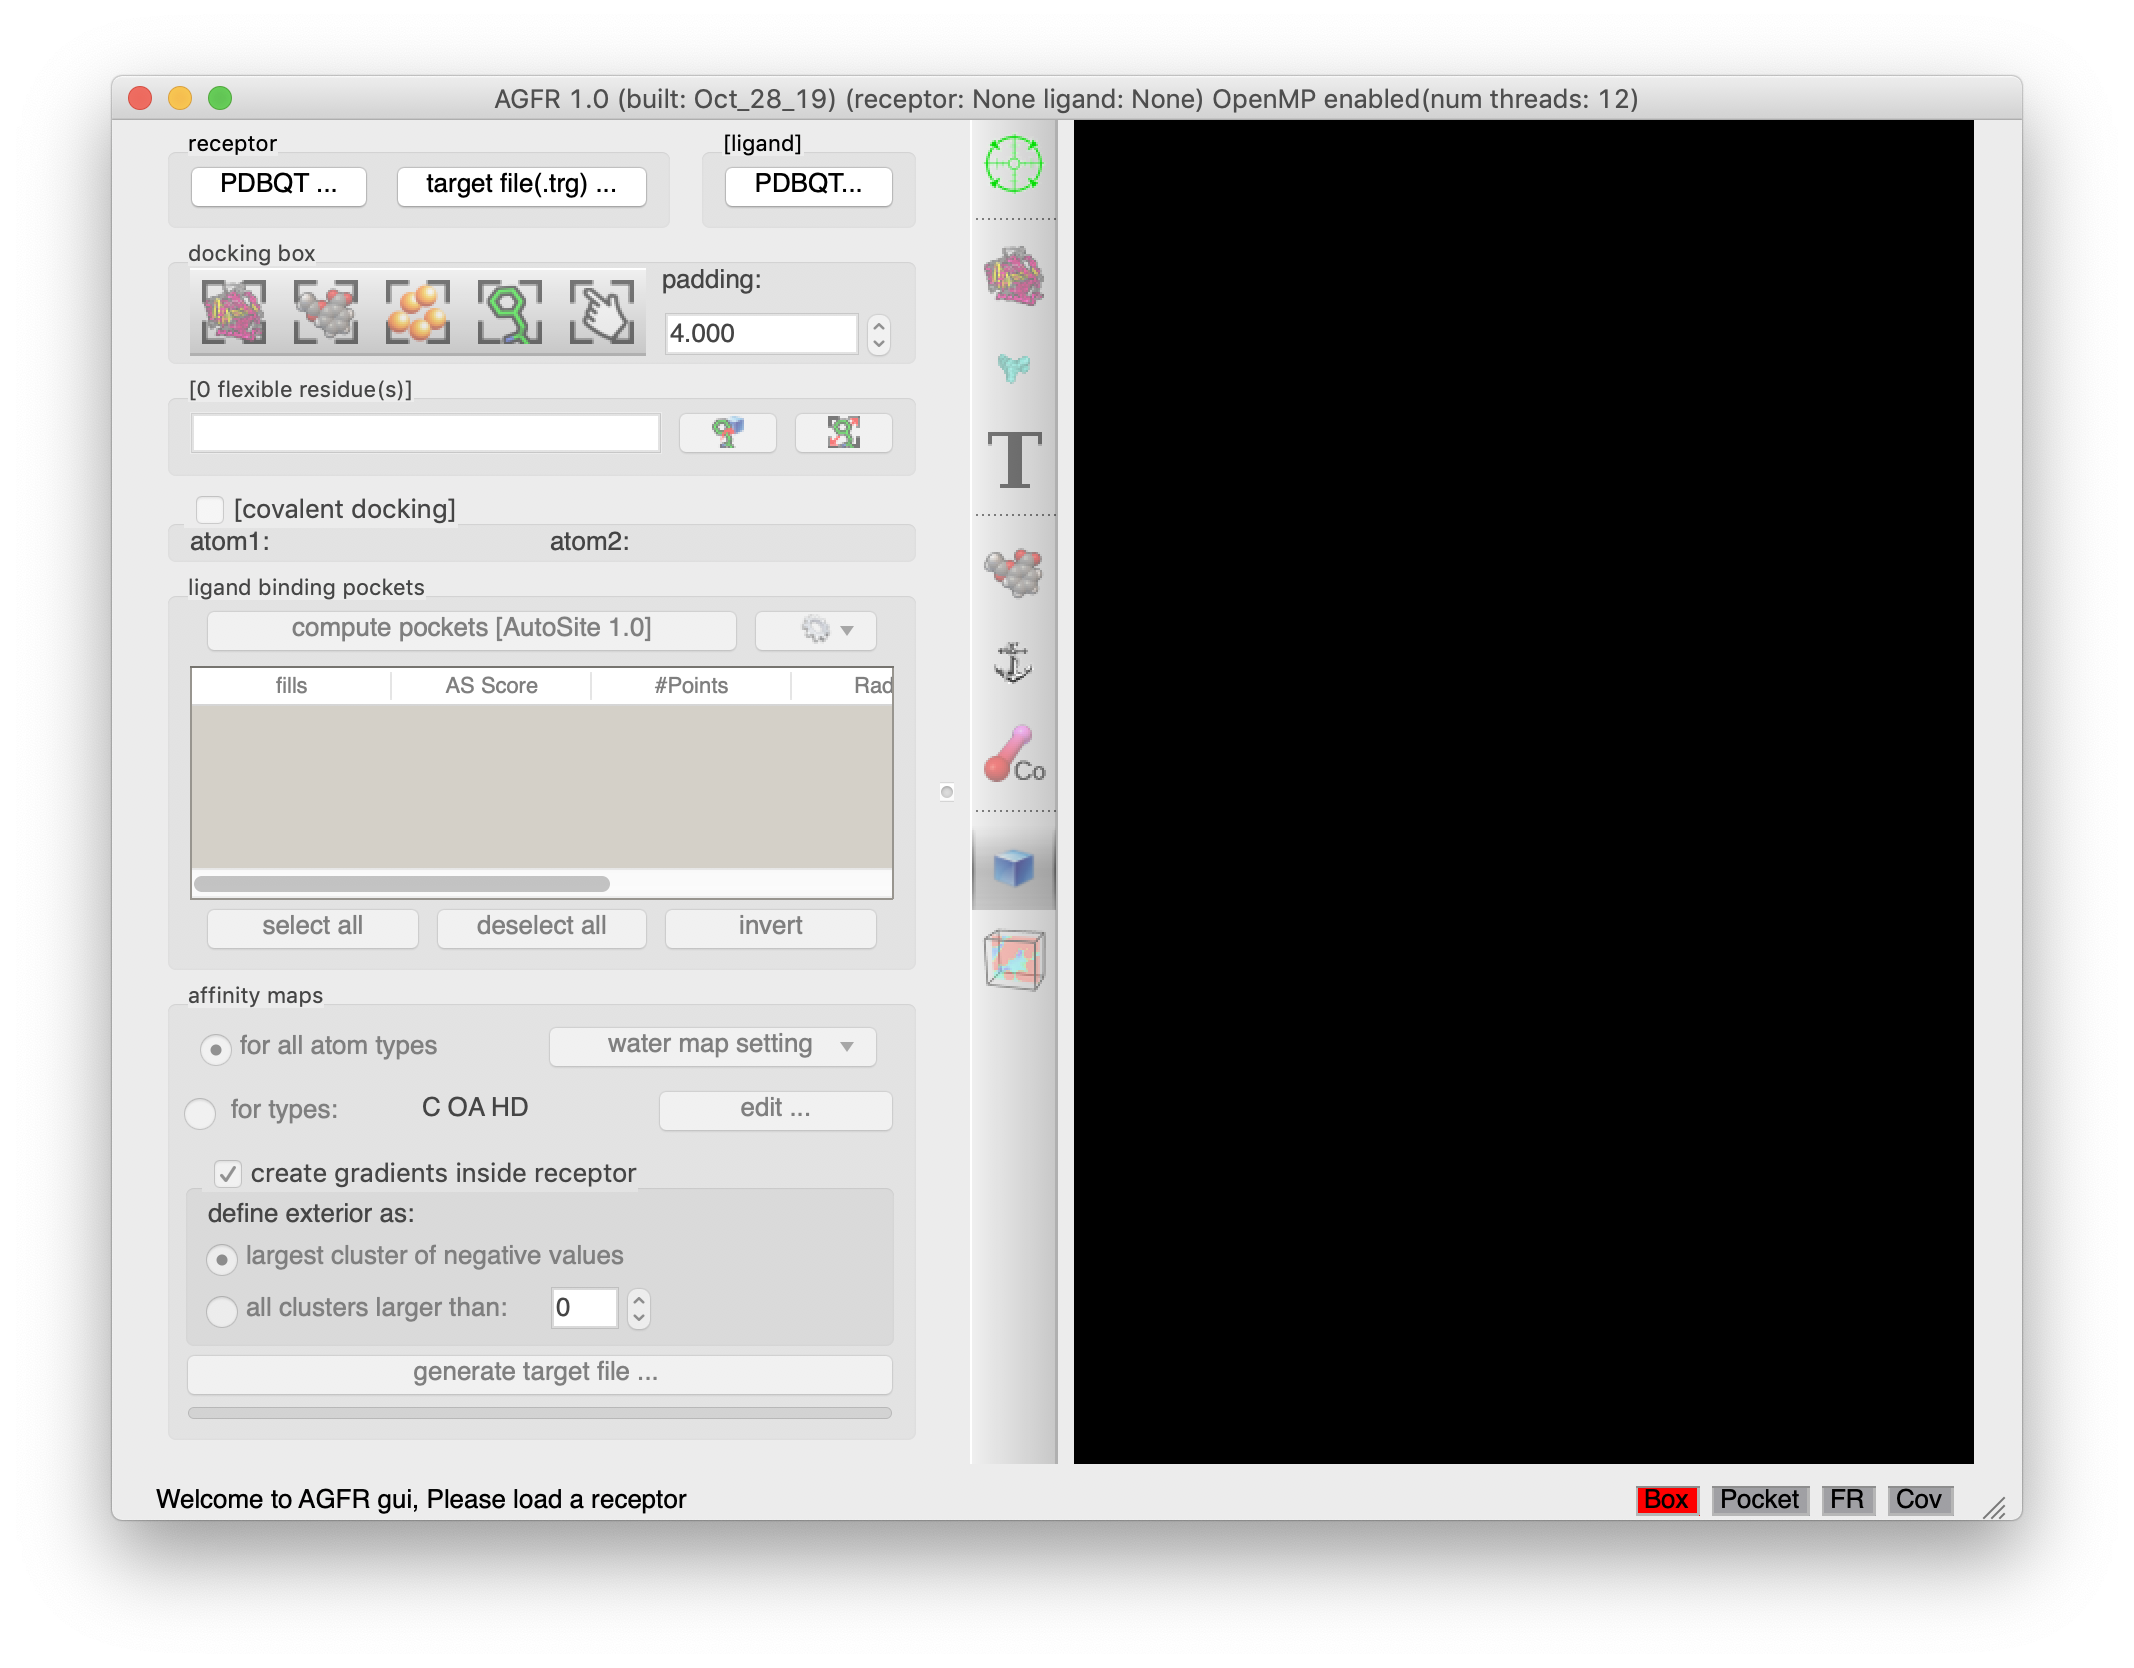 AGFR 1.0 (built: Oct_28_19) (receptor: None ligand: None) OpenMP enabled(num threads: 12)
receptor [ligand]
PDBQT ... target file(.trg) ... PDBQT...
docking box
padding:
4.000
[0 flexible residue(s)]
[covalent docking]
atom1: atom2:
ligand binding pockets
compute pockets [AutoSite 1.0]
fills AS Score #Points Rad
select all deselect all invert
affinity maps
for all atom types water map setting
for types: C OA HD edit ...
create gradients inside receptor
define exterior as:
largest cluster of negative values
all clusters larger than: 0
generate target file ...
T
Co
Welcome to AGFR gui, Please load a receptor
Box Pocket FR Cov